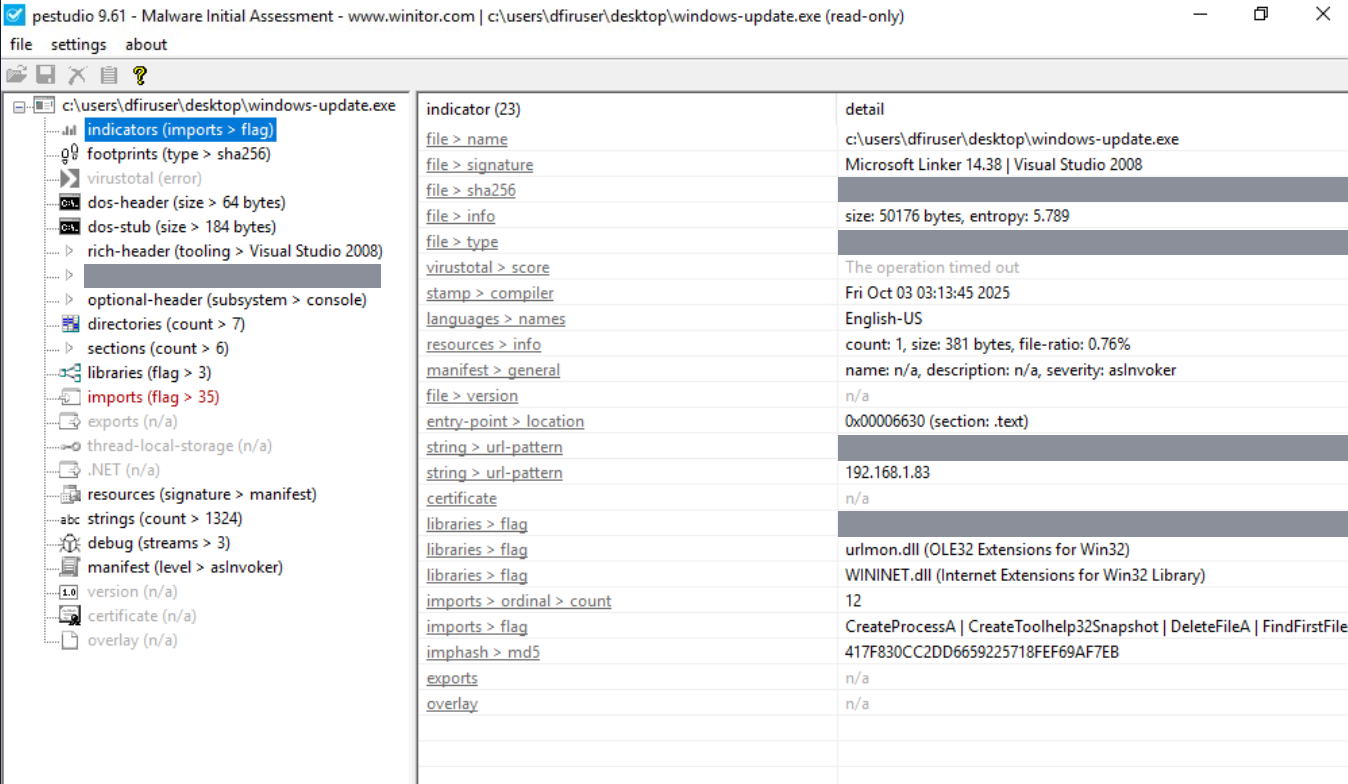 pestudio 9.61 - Malware Initial Assessment - www.winitor.com | c:\users\dfiruser\desktop\windows-update.exe (read-only)
file settings about
c:\users\dfiruser\desktop\windows-update.exe
indicators (imports > flag)
footprints (type > sha256)
virustotal (error)
dos-header (size > 64 bytes)
dos-stub (size > 184 bytes)
rich-header (tooling > Visual Studio 2008)
optional-header (subsystem > console)
directories (count > 7)
sections (count > 6)
libraries (flag > 3)
imports (flag > 35)
exports (n/a)
thread-local-storage (n/a)
.NET (n/a)
resources (signature > manifest)
abc strings (count > 1324)
debug (streams > 3)
manifest (level > asInvoker)
1.0 version (n/a)
certificate (n/a)
overlay (n/a)
indicator (23) detail
file > name c:\users\dfiruser\desktop\windows-update.exe
file > signature Microsoft Linker 14.38 | Visual Studio 2008
file > sha256
file > info size: 50176 bytes, entropy: 5.789
file > type
virustotal > score The operation timed out
stamp > compiler Fri Oct 03 03:13:45 2025
languages > names English-US
resources > info count: 1, size: 381 bytes, file-ratio: 0.76%
manifest > general name: n/a, description: n/a, severity: asInvoker
file > version n/a
entry-point > location 0x00006630 (section: .text)
string > url-pattern
string > url-pattern 192.168.1.83
certificate n/a
libraries > flag
libraries > flag urlmon.dll (OLE32 Extensions for Win32)
libraries > flag WININET.dll (Internet Extensions for Win32 Library)
imports > ordinal > count 12
imports > flag CreateProcessA | CreateToolhelp32Snapshot | DeleteFileA | FindFirstFile
imphash > md5 417F830CC2DD6659225718FEF69AF7EB
exports n/a
overlay n/a